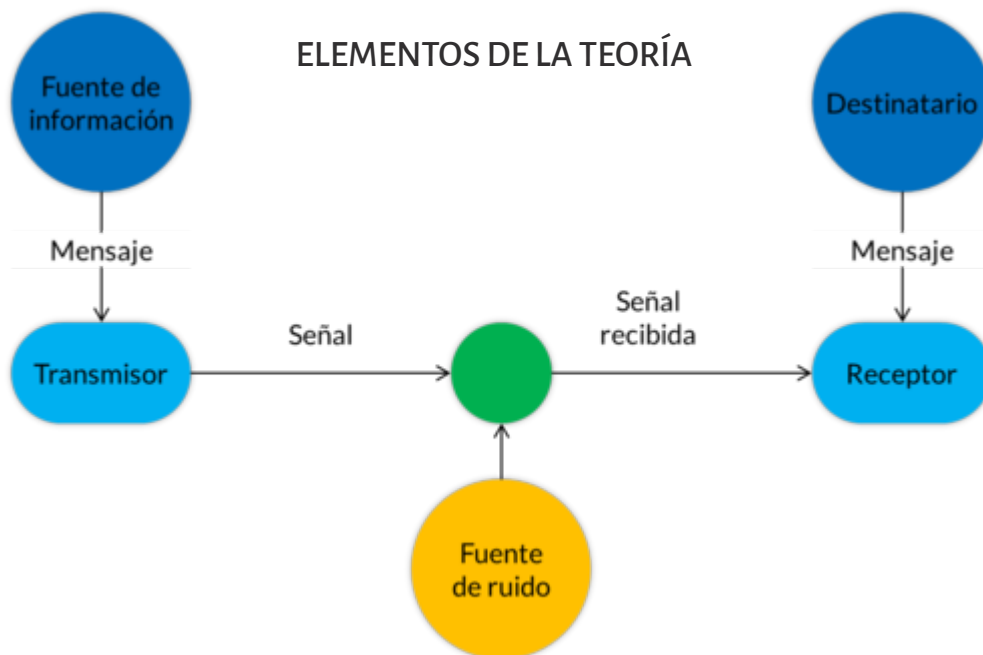 ELEMENTOS DE LA TEORÍA
Fuente de
información
Destinatario
Mensaje
Mensaje
Señal
Señal
recibida
Transmisor
Receptor
Fuente
de ruido